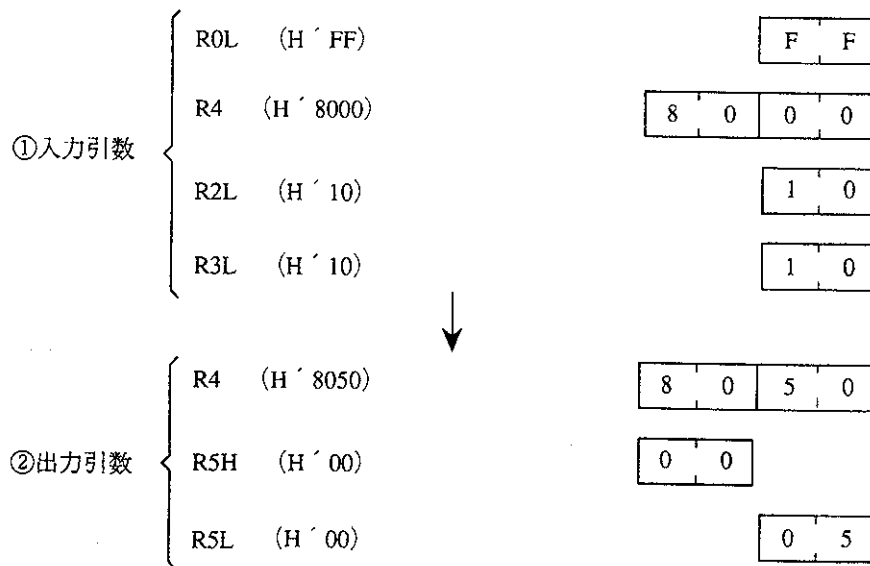 R0L (H´FF) F F
R4 (H´8000) 8 0 0 0
①入力引数
R2L (H´10) 1 0
R3L (H´10) 1 0
R4 (H´8050) 8 0 5 0
②出力引数 R5H (H´00) 0 0
R5L (H´00) 0 5